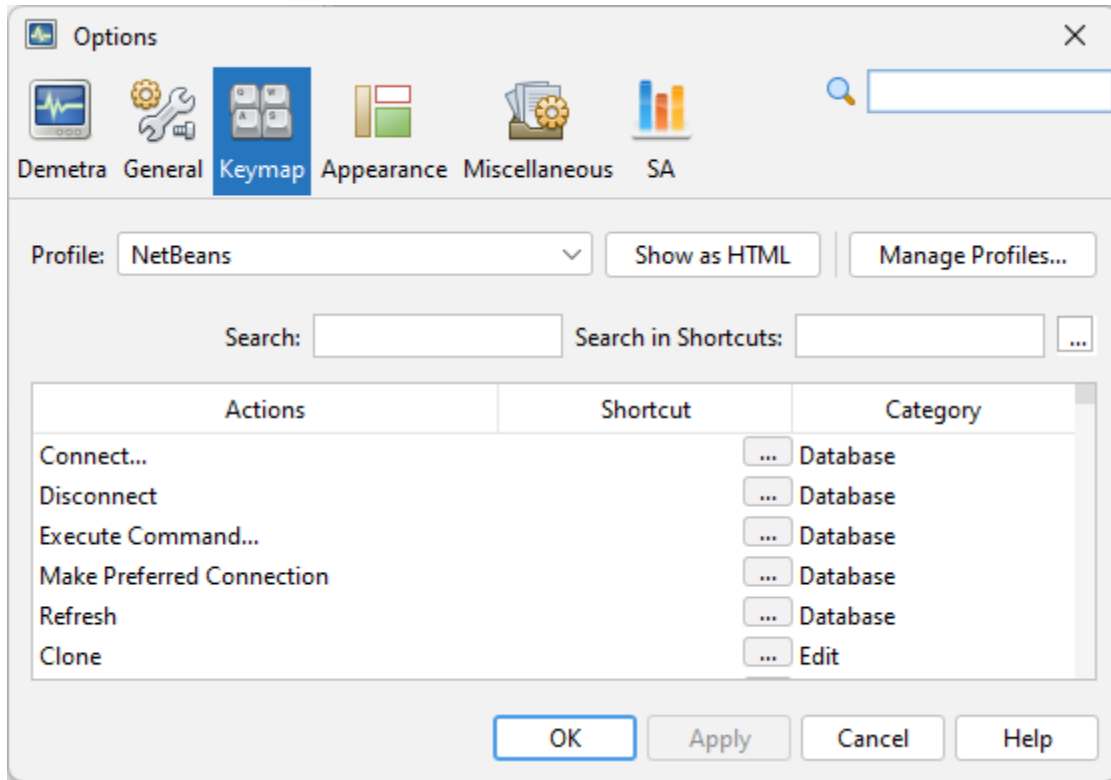 Options
Demetra General Keymap Appearance Miscellaneous SA
Profile: NetBeans Show as HTML Manage Profiles...
Search: Search in Shortcuts: ...
Actions Shortcut Category
Connect... ... Database
Disconnect ... Database
Execute Command... ... Database
Make Preferred Connection ... Database
Refresh ... Database
Clone ... Edit
OK Apply Cancel Help